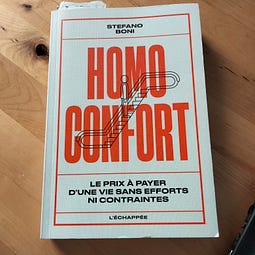 STEFANO
BONI
HOMO
CONFORT
LE PRIX À PAYER
D'UNE VIE SANS EFFORTS
NI CONTRAINTES
L'ÉCHAPPÉE